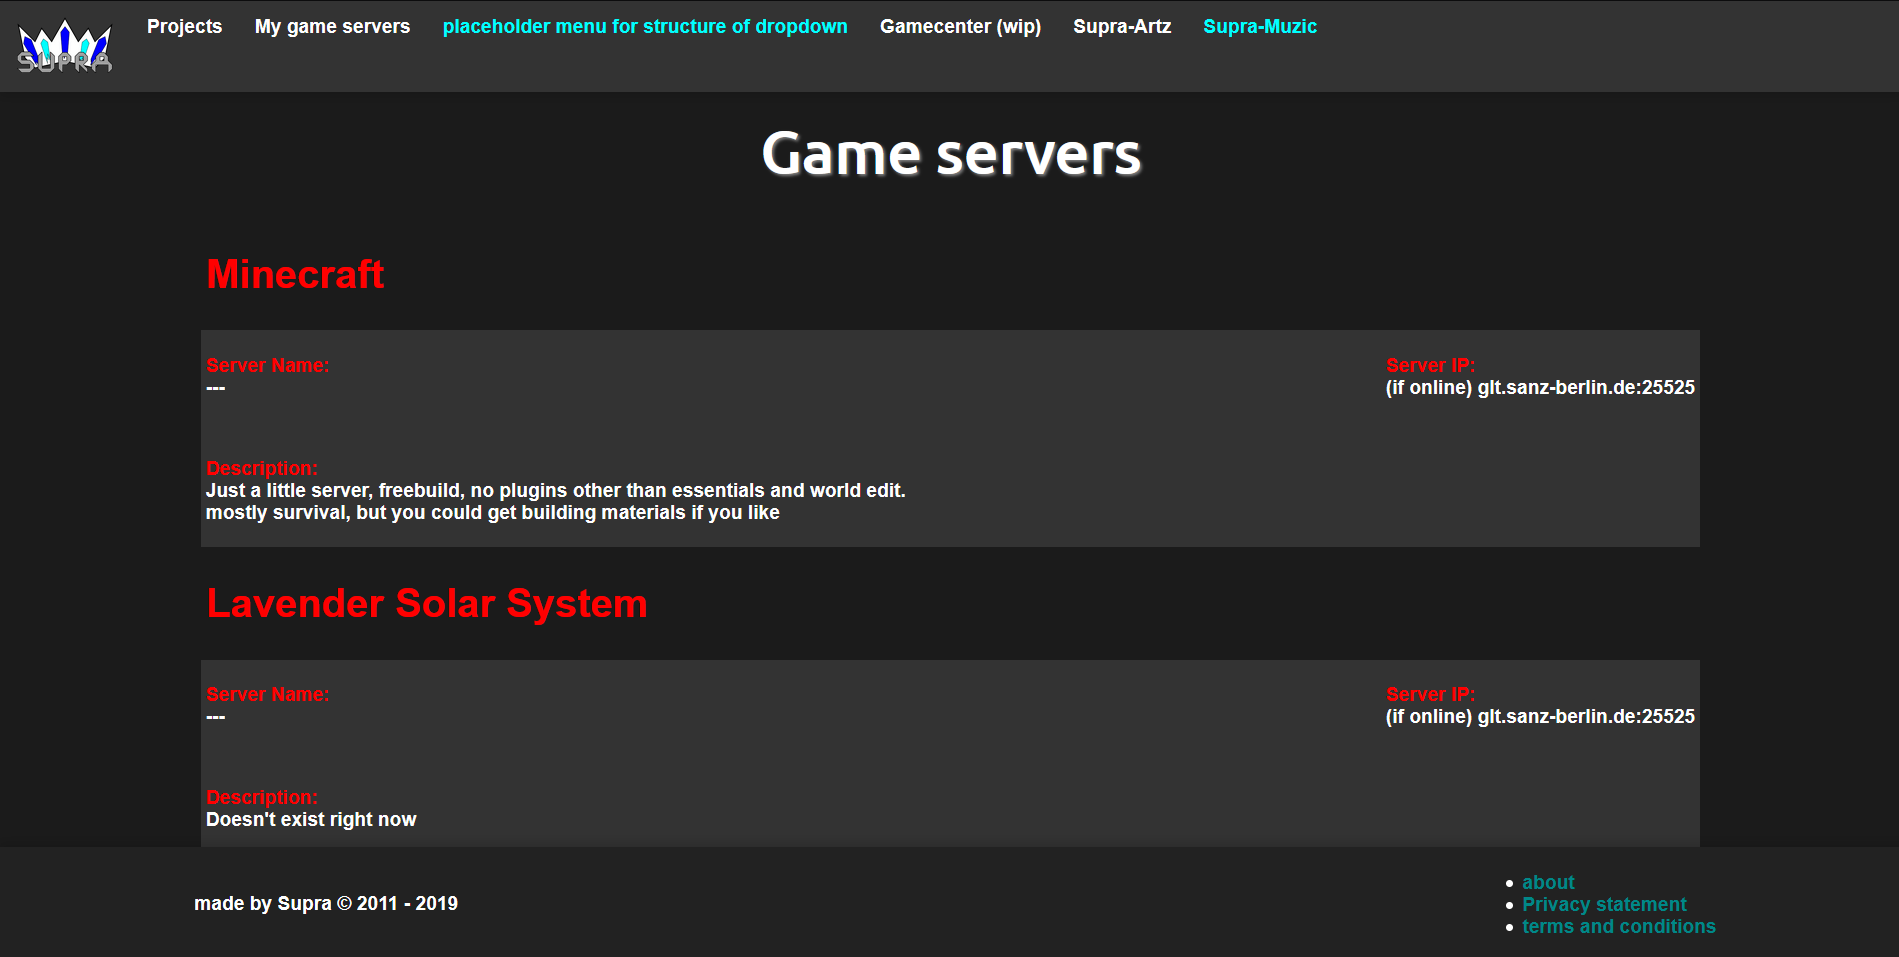 SUPRA
Projects
My game servers
placeholder menu for structure of dropdown
Gamecenter (wip)
Supra-Artz
Supra-Muzic
Game servers
Minecraft
Server Name:
---
Server IP:
(if online) glt.sanz-berlin.de:25525
Description:
Just a little server, freebuild, no plugins other than essentials and world edit.
mostly survival, but you could get building materials if you like
Lavender Solar System
Server Name:
---
Server IP:
(if online) glt.sanz-berlin.de:25525
Description:
Doesn't exist right now
made by Supra © 2011 - 2019
about
Privacy statement
terms and conditions